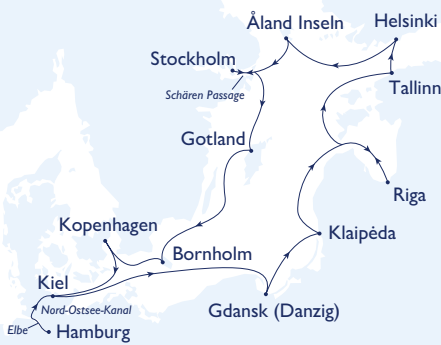 Åland Inseln
Helsinki
Stockholm
Schären Passage
Tallinn
Gotland
Riga
Kopenhagen
Klaipėda
Bornholm
Kiel
Nord-Ostsee-Kanal
Gdansk (Danzig)
Elbe
Hamburg